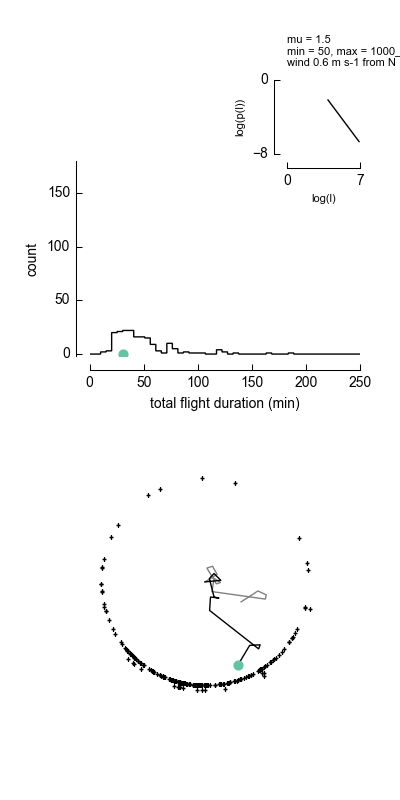 mu = 1.5
min = 50, max = 1000_
wind 0.6 m s-1 from N
0
log(p(l))
−8
0
7
log(l)
150
100
50
0
count
0
50
100
150
200
250
total flight duration (min)